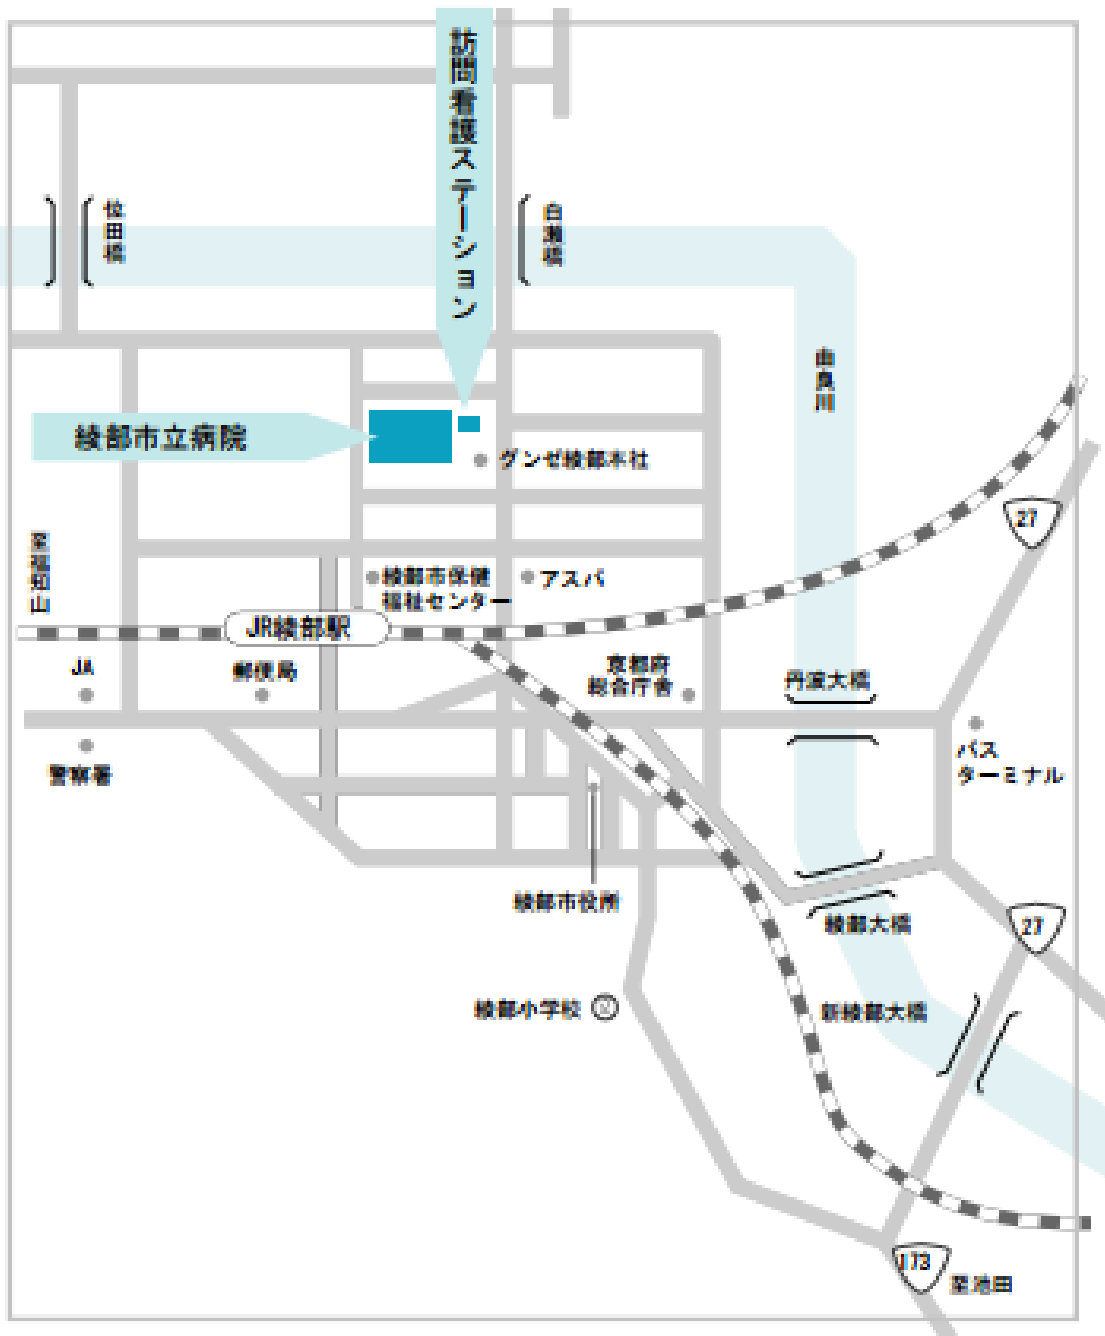 訪問看護ステーション
位田橋
白瀬橋
由良川
綾部市立病院
グンゼ綾部本社
27
至福知山
綾部市保健
福祉センター
アスパ
JR綾部駅
JA
郵便局
京都府
総合庁舎
丹波大橋
バス
ターミナル
警察署
綾部市役所
綾部大橋
27
綾部小学校
新綾部大橋
173
至池田